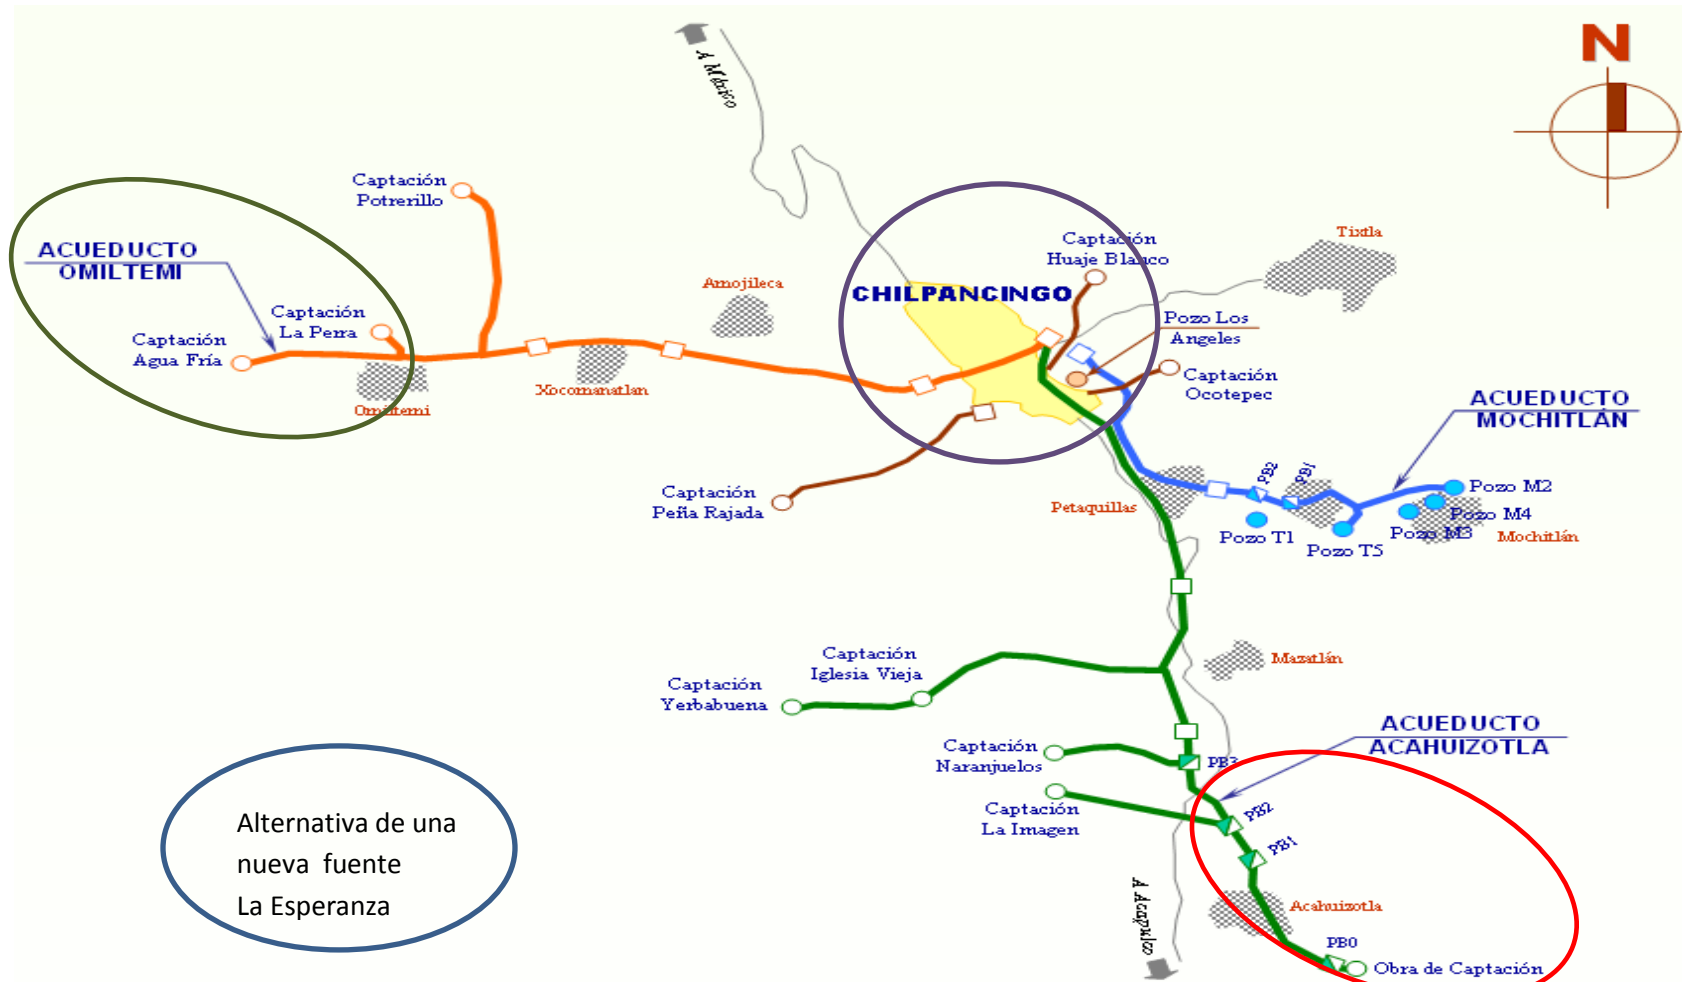 N
A México
Captación
Potrerillo
ACUEDUCTO
OMILTEMI
Captación
La Perra
Captación
Agua Fría
Omiltemi
Xocomanatlan
Amojileca
CHILPANCINGO
Captación
Huaje Blanco
Tixtla
Pozo Los
Angeles
Captación
Ocotepec
ACUEDUCTO
MOCHITLÁN
Captación
Peña Rajada
Petaquillas
PB2
PB1
Pozo M2
Pozo M4
Pozo M3
Pozo T1
Pozo T5
Mochitlán
Captación
Iglesia Vieja
Captación
Yerbabuena
Mazatlán
ACUEDUCTO
ACAHUIZOTLA
Captación
Naranjuelos
PB3
Captación
La Imagen
PB2
PB1
Alternativa de una
nueva fuente
La Esperanza
A Acapulco
Acahuizotla
PB0
Obra de Captación